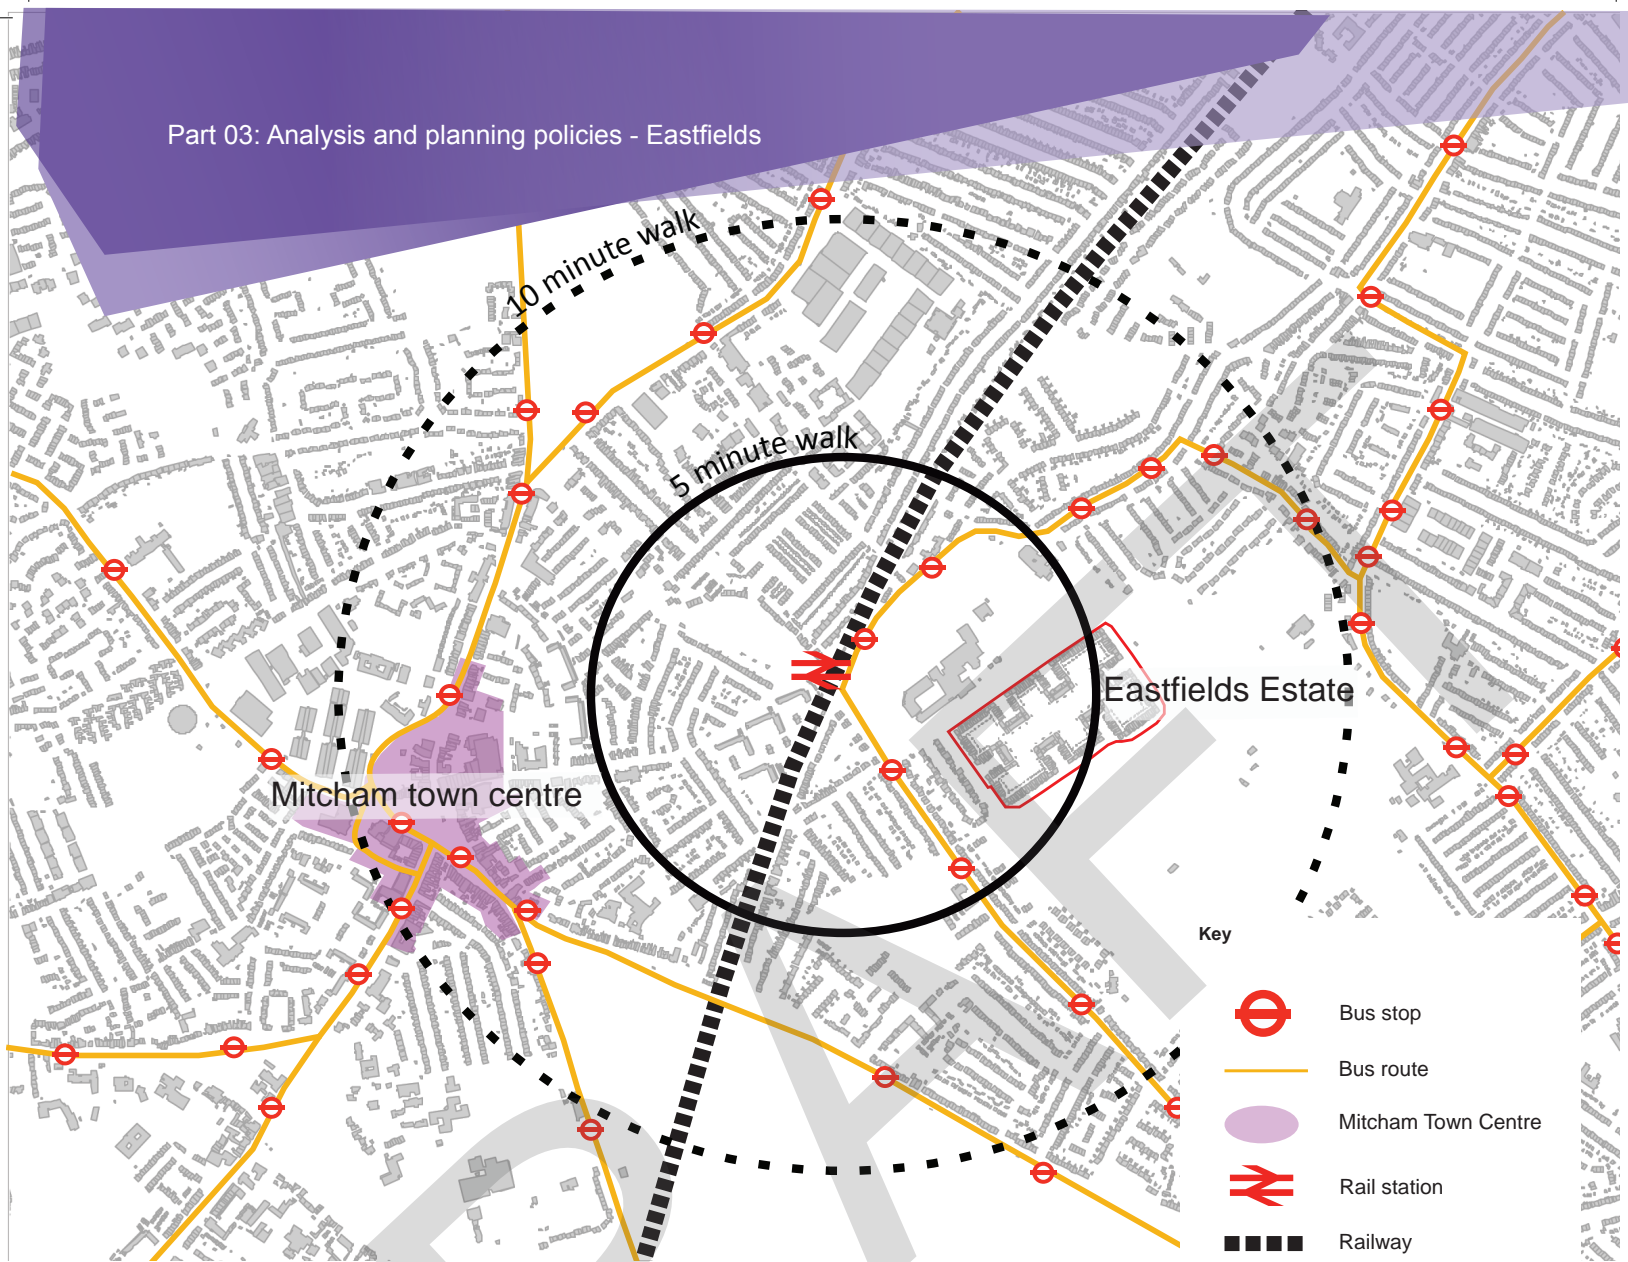 Part 03: Analysis and planning policies - Eastfields
10 minute walk
5 minute walk
Eastfields Estate
Mitcham town centre
Key
Bus stop
Bus route
Mitcham Town Centre
Rail station
Railway